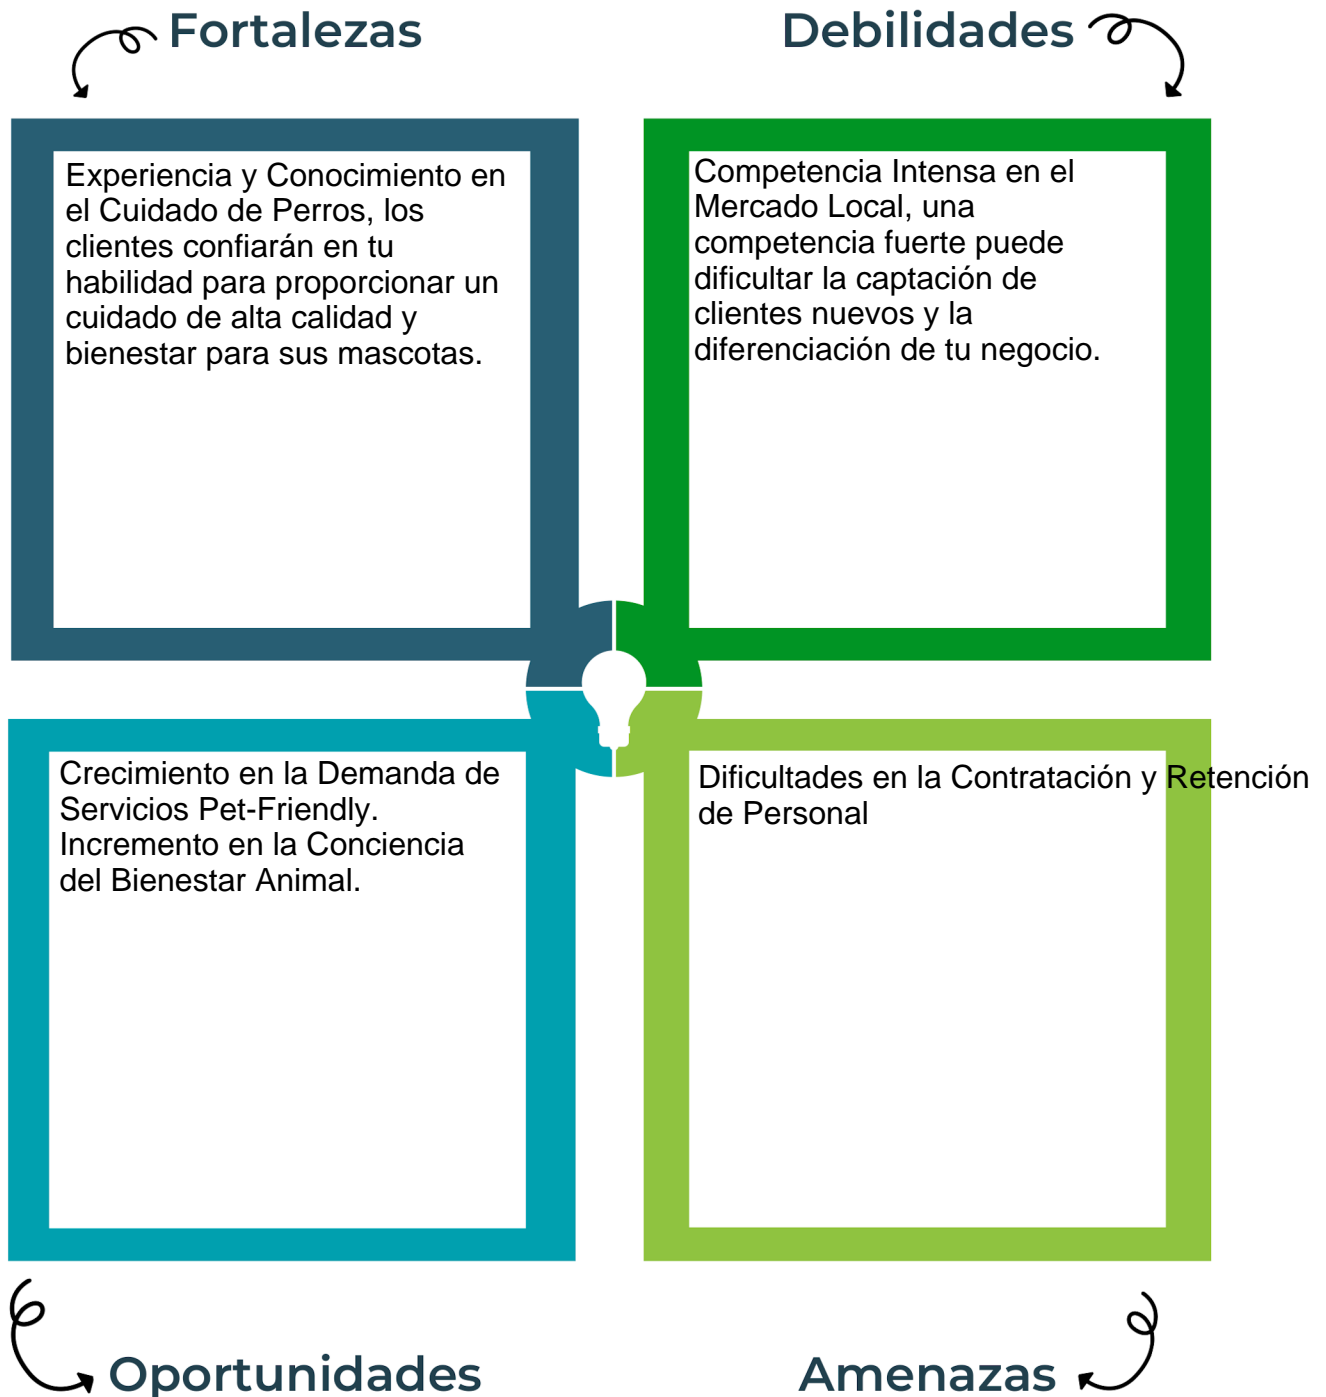 Fortalezas
Debilidades
Experiencia y Conocimiento en
el Cuidado de Perros, los
clientes confiarán en tu
habilidad para proporcionar un
cuidado de alta calidad y
bienestar para sus mascotas.
Competencia Intensa en el
Mercado Local, una
competencia fuerte puede
dificultar la captación de
clientes nuevos y la
diferenciación de tu negocio.
Crecimiento en la Demanda de
Servicios Pet-Friendly.
Incremento en la Conciencia
del Bienestar Animal.
Dificultades en la Contratación y Retención
de Personal
Oportunidades
Amenazas